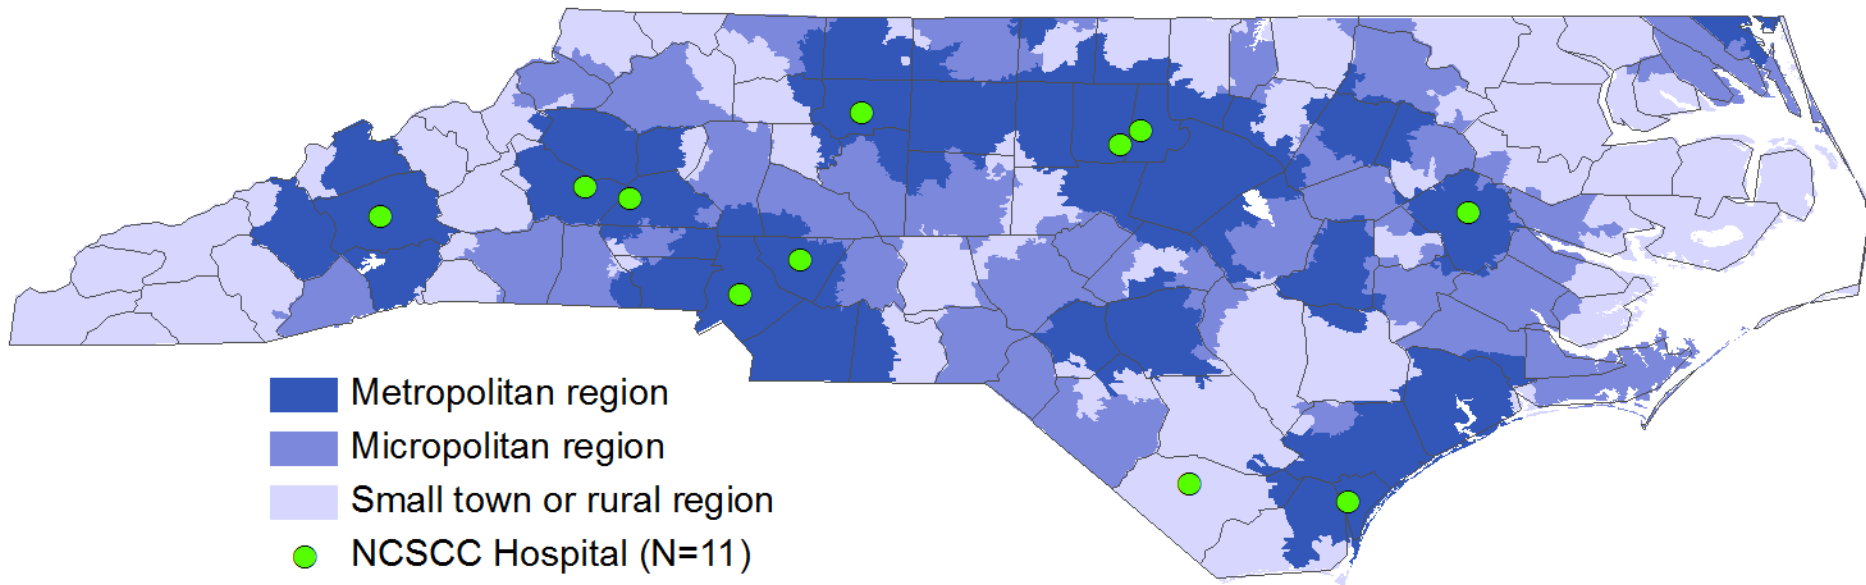 Metropolitan region
Micropolitan region
Small town or rural region
NCSCC Hospital (N=11)